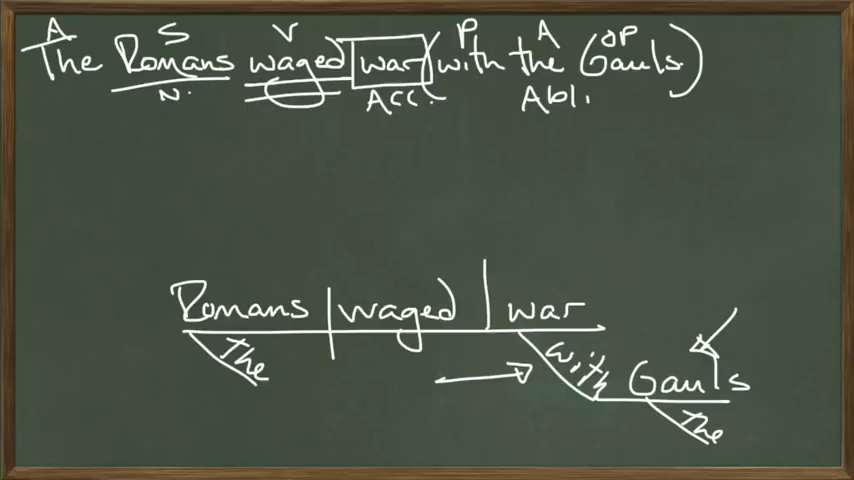 A S V P A OP
The Romans waged war (with the Gauls)
N. Acc. Abl.
Romans waged war
The with Gauls
The